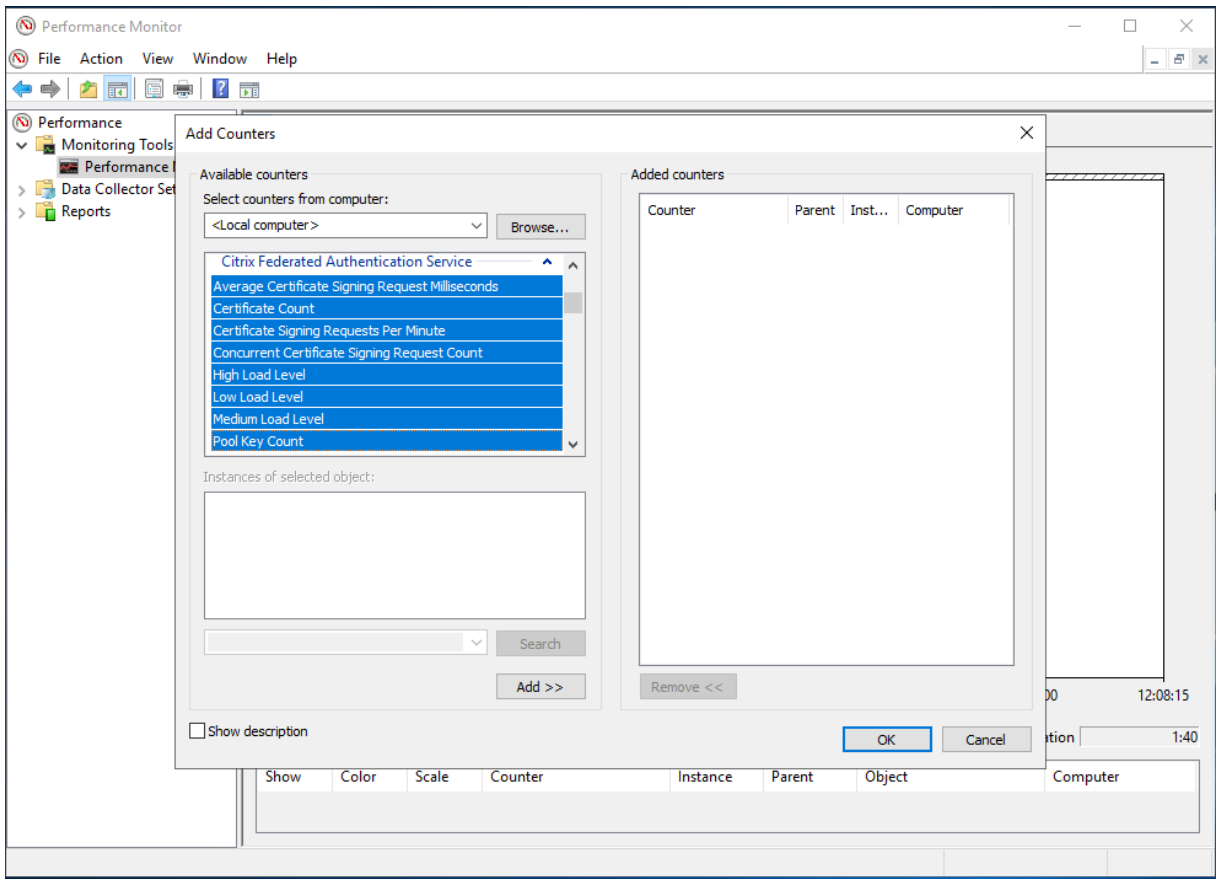 Performance Monitor
File Action View Window Help
Performance
Monitoring Tools
Performance
Data Collector Set
Reports
Add Counters
Available counters
Select counters from computer:
<Local computer>
Browse...
Citrix Federated Authentication Service
Average Certificate Signing Request Milliseconds
Certificate Count
Certificate Signing Requests Per Minute
Concurrent Certificate Signing Request Count
High Load Level
Low Load Level
Medium Load Level
Pool Key Count
Instances of selected object:
Search
Add >>
Show description
Added counters
Counter Parent Inst... Computer
Remove <<
OK Cancel
00 12:08:15
ation 1:40
Show Color Scale Counter Instance Parent Object Computer